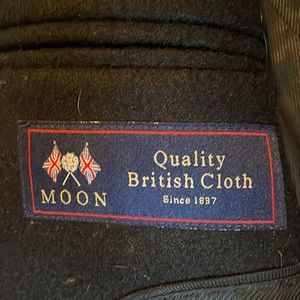 MOON
Quality
British Cloth
Since 1837